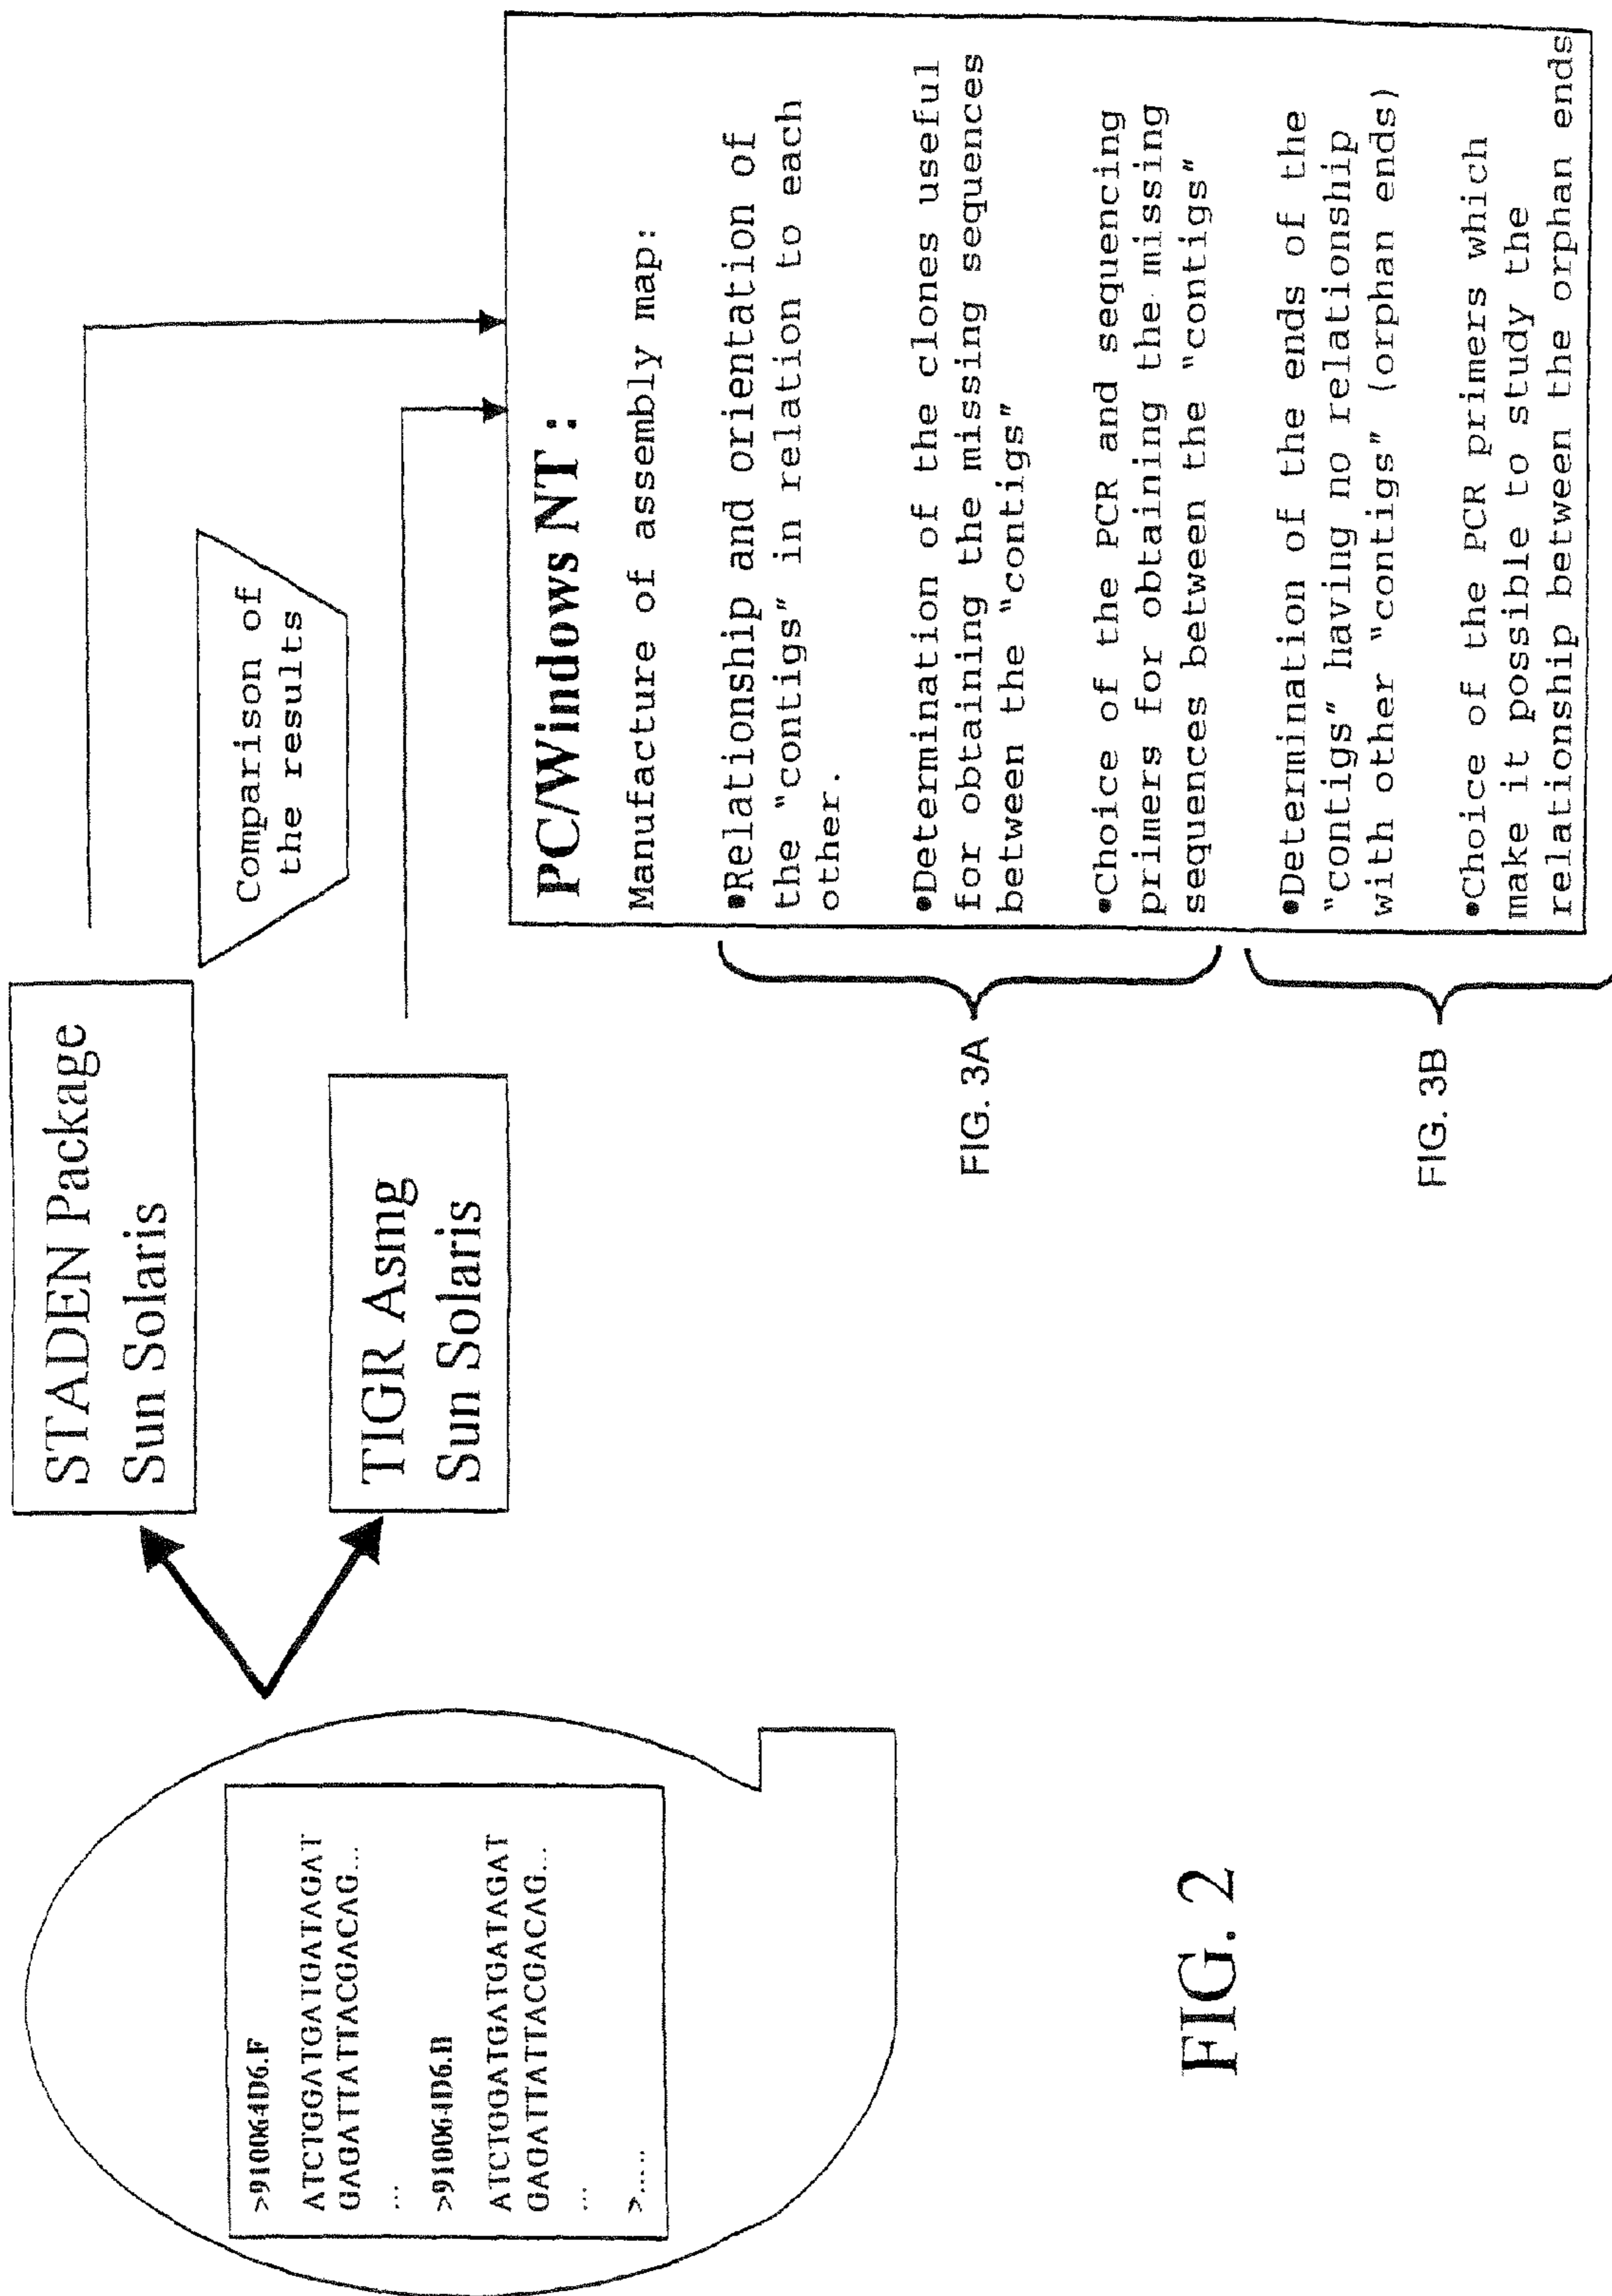 >910064D6.F
ATCTGGATGATGATAGAT
GAGATTATTACGACAG...
...
>910064D6.B
ATCTGGATGATGATAGAT
GAGATTATTACGACAG...
...
>.....
STADEN Package
Sun Solaris
TIGR Asmg
Sun Solaris
Comparison of
the results
PC/Windows NT :
Manufacture of assembly map:
•Relationship and orientation of
the "contigs" in relation to each
other.
•Determination of the clones useful
for obtaining the missing sequences
between the "contigs"
•Choice of the PCR and sequencing
primers for obtaining the missing
sequences between the "contigs"
•Determination of the ends of the
"contigs" having no relationship
with other "contigs" (orphan ends)
•Choice of the PCR primers which
make it possible to study the
relationship between the orphan ends
FIG. 3A
FIG. 3B
FIG. 2